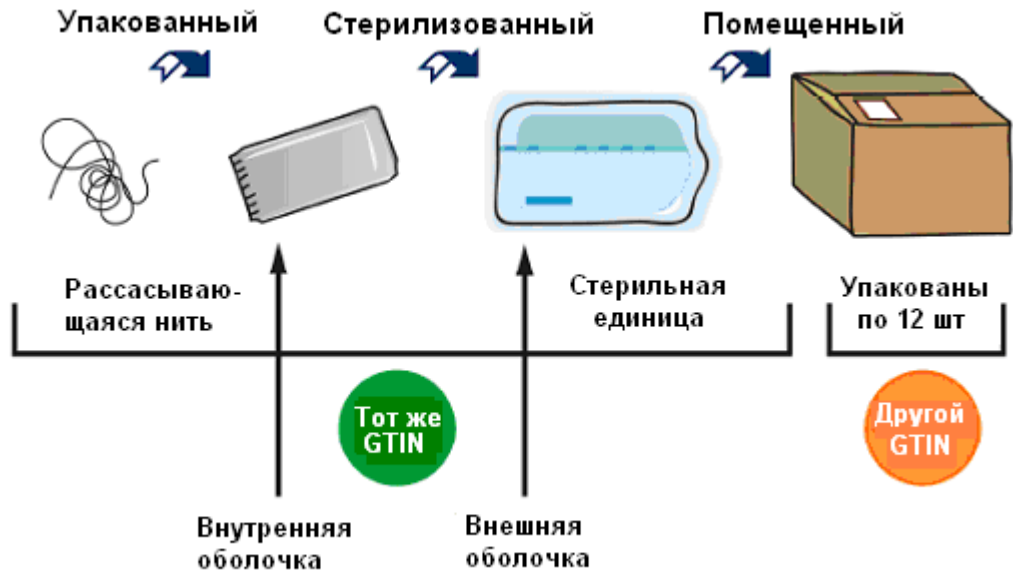 Упакованный
Стерилизованный
Помещенный
Рассасываю-
щаяся нить
Стерильная
единица
Упакованы
по 12 шт
Тот же
GTIN
Другой
GTIN
Внутренняя
оболочка
Внешняя
оболочка